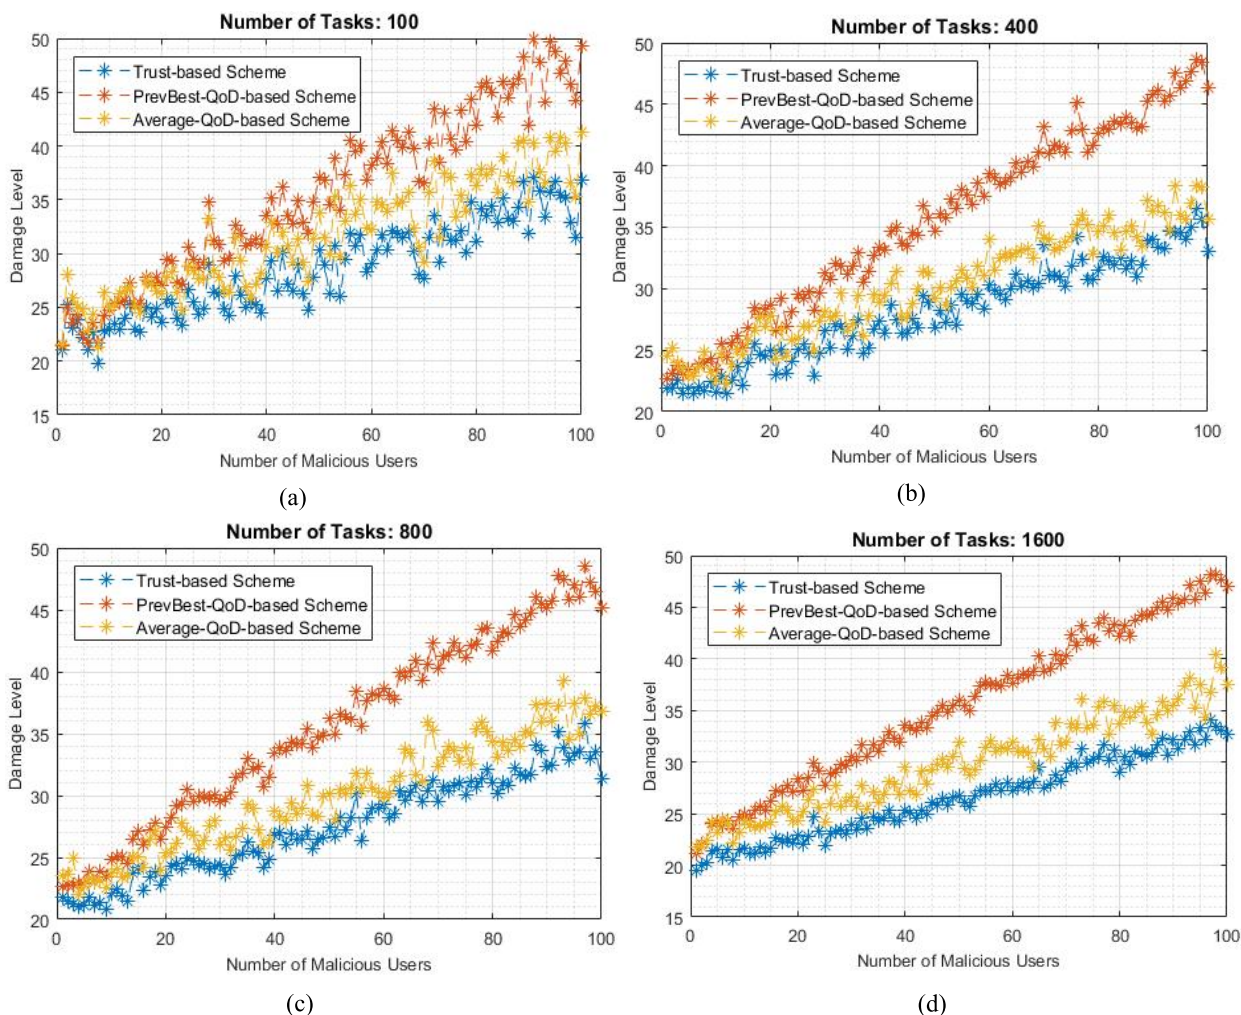 Number of Tasks: 100
50
45
40
35
30
25
20
15
Damage Level
Trust-based Scheme
PrevBest-QoD-based Scheme
Average-QoD-based Scheme
0
20
40
60
80
100
Number of Malicious Users
(a)
Number of Tasks: 400
50
45
40
35
30
25
20
Damage Level
Trust-based Scheme
PrevBest-QoD-based Scheme
Average-QoD-based Scheme
0
20
40
60
80
100
Number of Malicious Users
(b)
Number of Tasks: 800
50
45
40
35
30
25
20
Damage Level
Trust-based Scheme
PrevBest-QoD-based Scheme
Average-QoD-based Scheme
0
20
40
60
80
100
Number of Malicious Users
(c)
Number of Tasks: 1600
50
45
40
35
30
25
20
15
Damage Level
Trust-based Scheme
PrevBest-QoD-based Scheme
Average-QoD-based Scheme
0
20
40
60
80
100
Number of Malicious Users
(d)